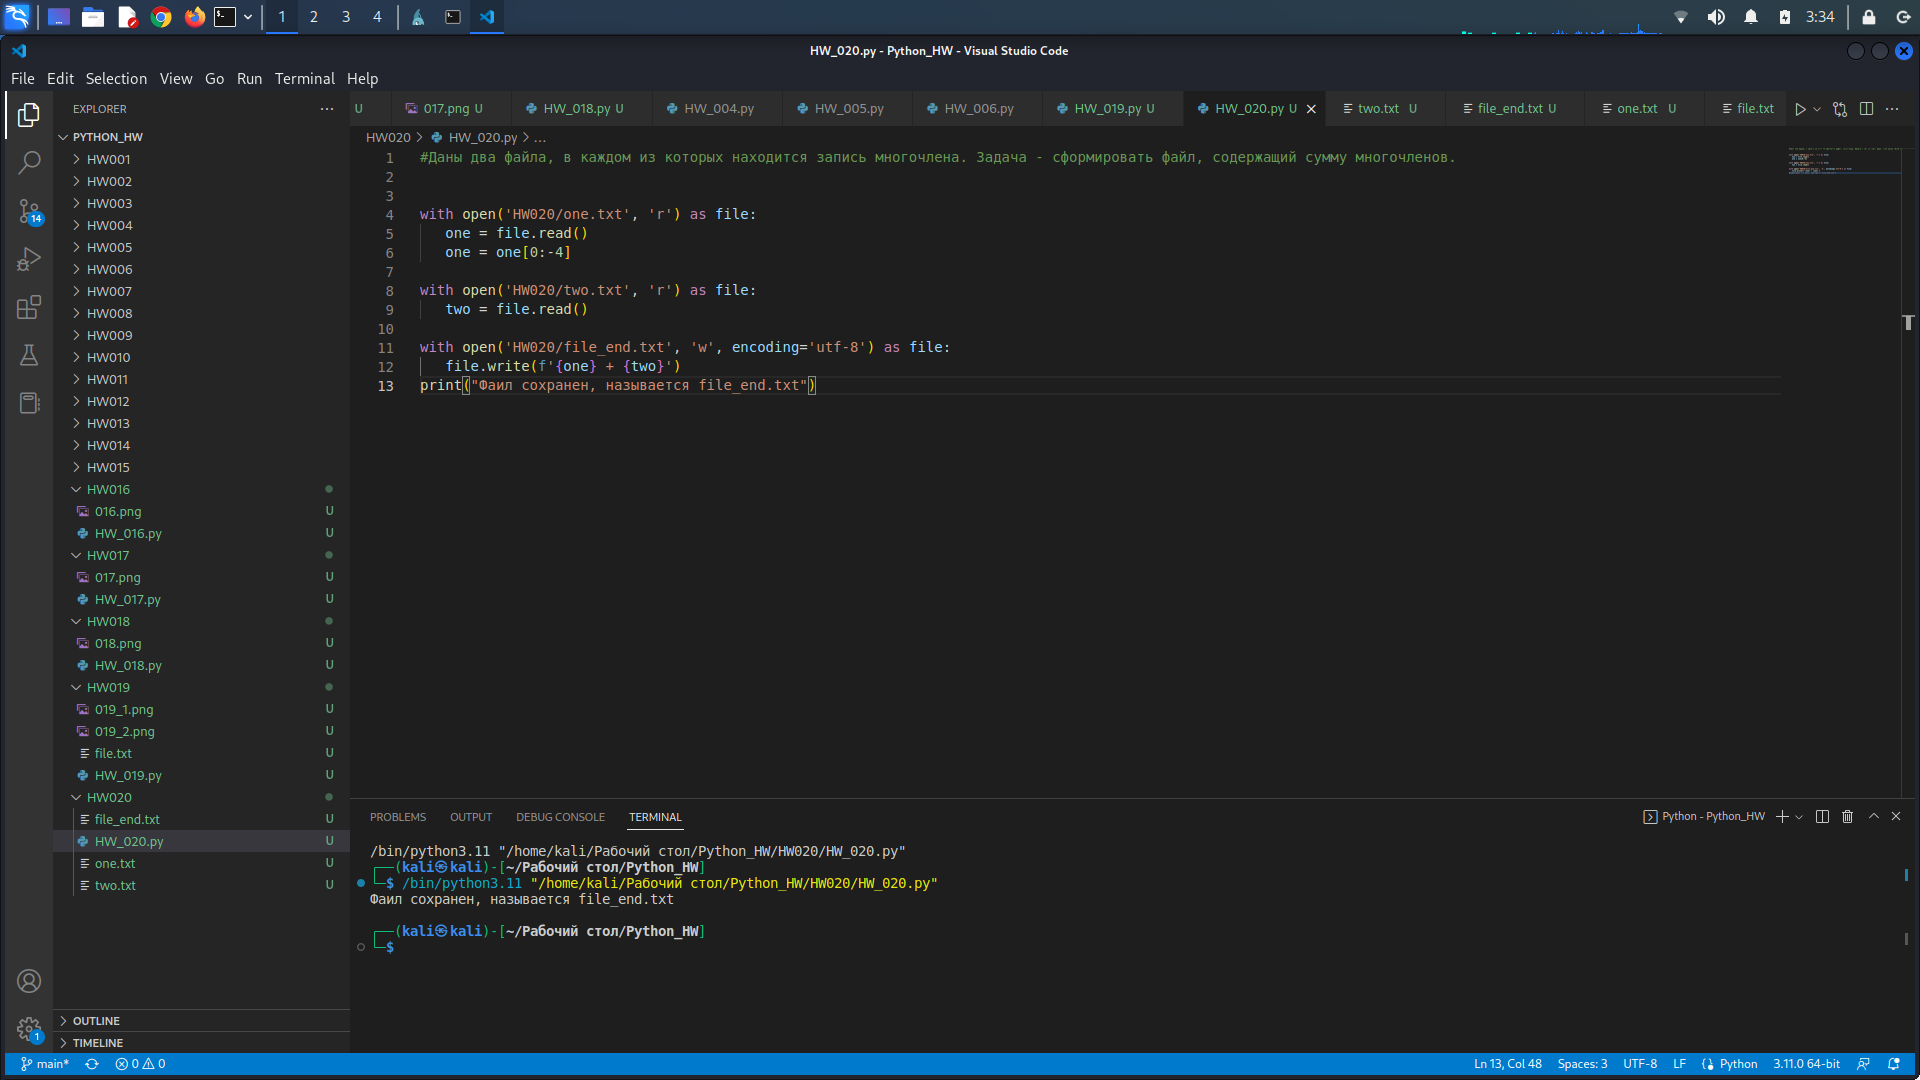 1
2
3
4
3:34
HW_020.py - Python_HW - Visual Studio Code
File Edit Selection View Go Run Terminal Help
EXPLORER
U
017.png U
HW_018.py U
HW_004.py
HW_005.py
HW_006.py
HW_019.py U
HW_020.py U
two.txt U
file_end.txt U
one.txt U
file.txt
PYTHON_HW
HW001
HW002
HW003
HW004
HW005
HW006
HW007
HW008
HW009
HW010
HW011
HW012
HW013
HW014
HW015
HW016
016.png U
HW_016.py U
HW017
017.png U
HW_017.py U
HW018
018.png U
HW_018.py U
HW019
019_1.png U
019_2.png U
file.txt U
HW_019.py U
HW020
file_end.txt U
HW_020.py U
one.txt U
two.txt U
OUTLINE
TIMELINE
14
1
HW020 > HW_020.py > ...
1 #Даны два файла, в каждом из которых находится запись многочлена. Задача - сформировать файл, содержащий сумму многочленов.
2
3
4 with open('HW020/one.txt', 'r') as file:
5 one = file.read()
6 one = one[0:-4]
7
8 with open('HW020/two.txt', 'r') as file:
9 two = file.read()
10
11 with open('HW020/file_end.txt', 'w', encoding='utf-8') as file:
12 file.write(f'{one} + {two}')
13 print("Фаил сохранен, называется file_end.txt")
PROBLEMS OUTPUT DEBUG CONSOLE TERMINAL
Python - Python_HW
/bin/python3.11 "/home/kali/Рабочий стол/Python_HW/HW020/HW_020.py"
┌──(kali㉿kali)-[~/Рабочий стол/Python_HW]
└─$ /bin/python3.11 "/home/kali/Рабочий стол/Python_HW/HW020/HW_020.py"
Фаил сохранен, называется file_end.txt
┌──(kali㉿kali)-[~/Рабочий стол/Python_HW]
└─$
main* 0 0
Ln 13, Col 48 Spaces: 3 UTF-8 LF Python 3.11.0 64-bit